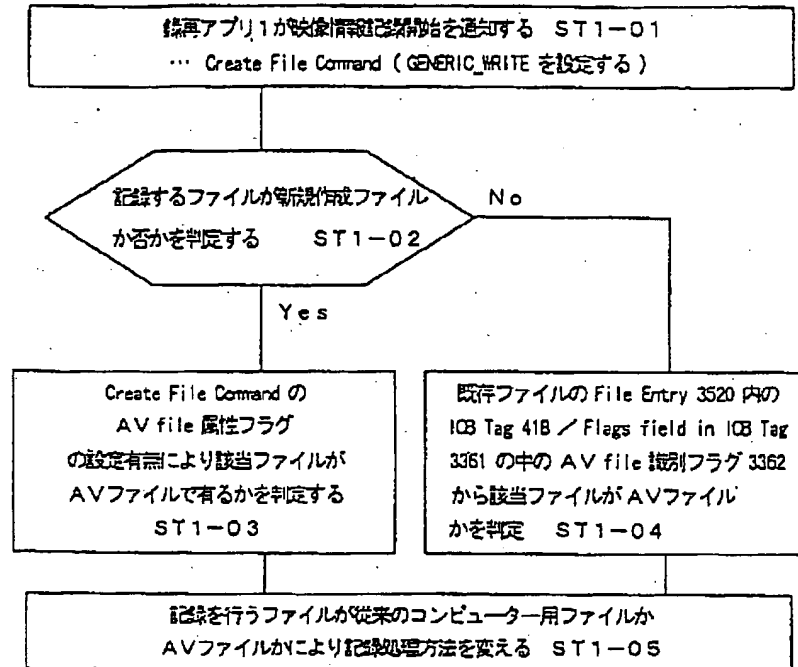 録再アプリ1が映像情報記録開始を通知する ST1-01
… Create File Command ( GENERIC_WRITE を設定する )
記録するファイルが新規作成ファイル
か否かを判定する ST1-02
No
Yes
Create File Command の
AV file 属性フラグ
の設定有無により該当ファイルが
AVファイルで有るかを判定する
ST1-03
既存ファイルの File Entry 3520 内の
ICB Tag 418 / Flags field in ICB Tag
3361 の中の AV file 識別フラグ 3362
から該当ファイルがAVファイル
かを判定 ST1-04
記録を行うファイルが従来のコンピューター用ファイルか
AVファイルかにより記録処理方法を変える ST1-05